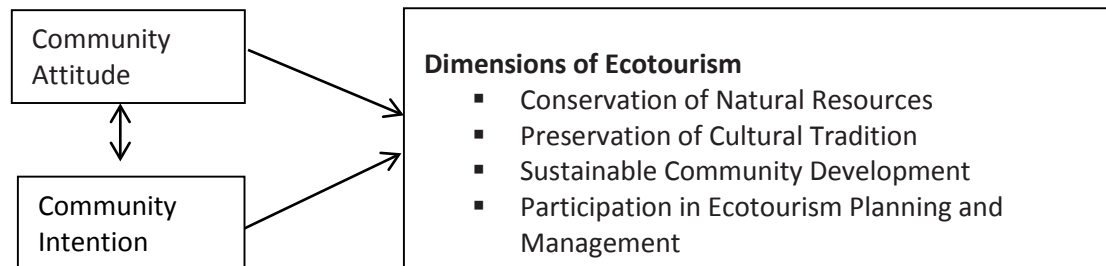 Community
Attitude
Community
Intention
Dimensions of Ecotourism
▪ Conservation of Natural Resources
▪ Preservation of Cultural Tradition
▪ Sustainable Community Development
▪ Participation in Ecotourism Planning and
Management